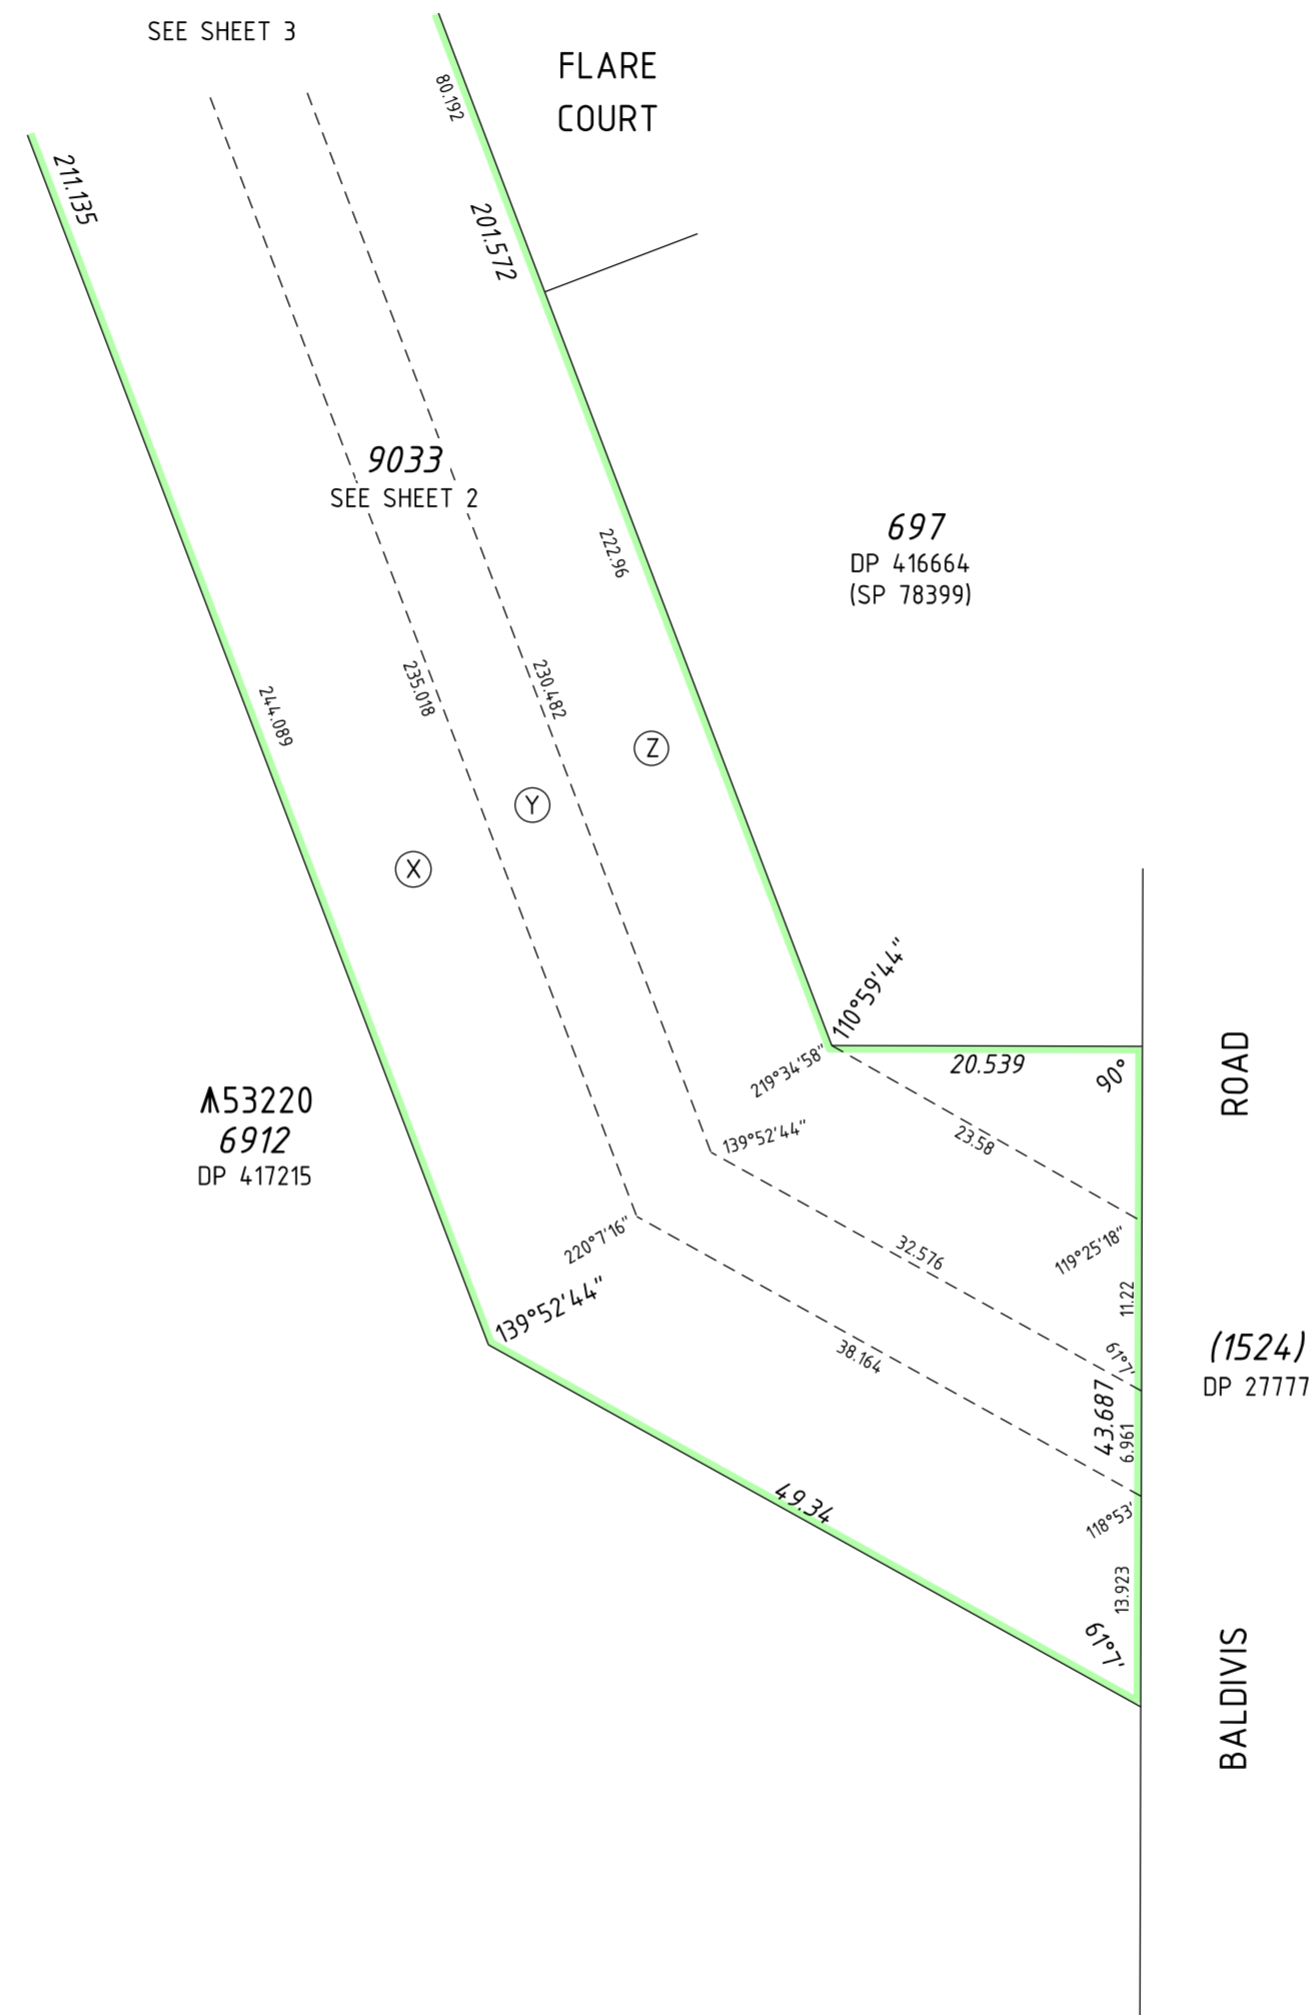 SEE SHEET 3
FLARE
COURT
80.192
211.135
201.572
9033
SEE SHEET 2
697
DP 416664
(SP 78399)
222.96
235.018
230.482
244.089
Z
Y
X
110°59'44"
219°34'58"
20.539
90°
ROAD
53220
6912
DP 417215
139°52'44"
23.58
220°7'16"
32.576
119°25'18"
139°52'44"
11.22
38.164
61°7'
(1524)
DP 27777
43.687
6.961
49.34
118°53'
13.923
61°7'
BALDIVIS